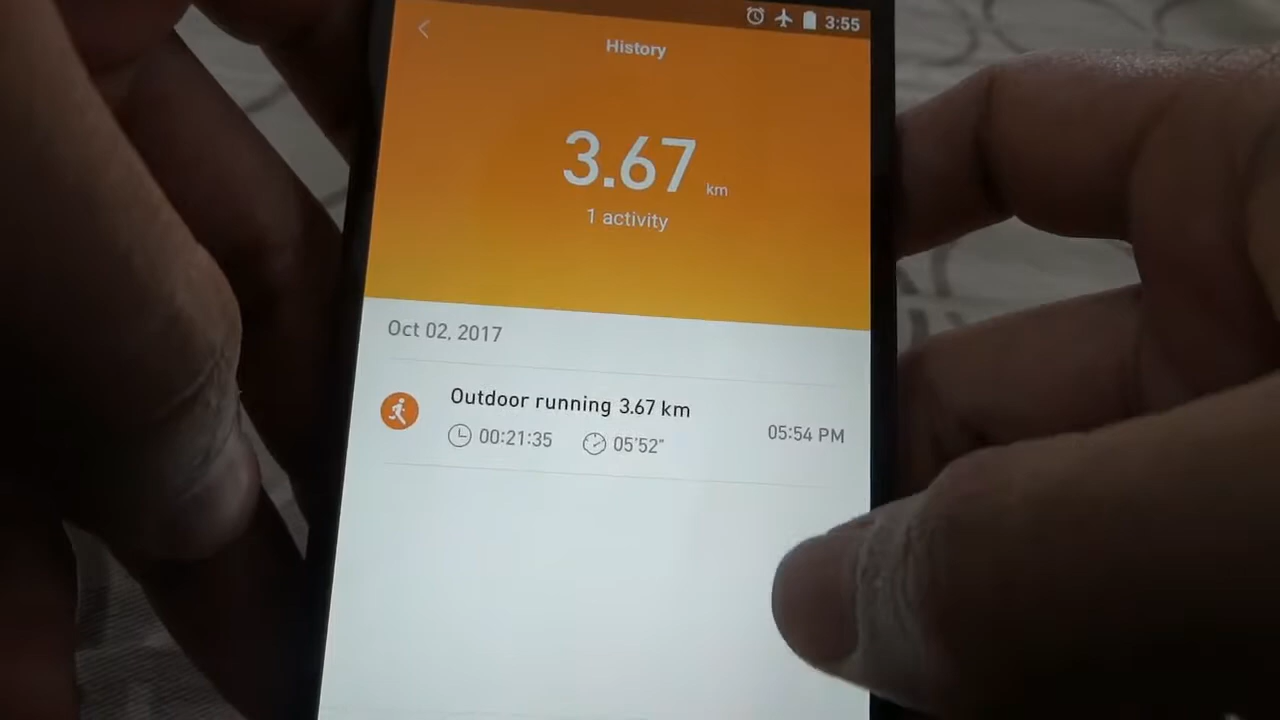 3:55
History
3.67 km
1 activity
Oct 02, 2017
Outdoor running 3.67 km
00:21:35 05'52"
05:54 PM